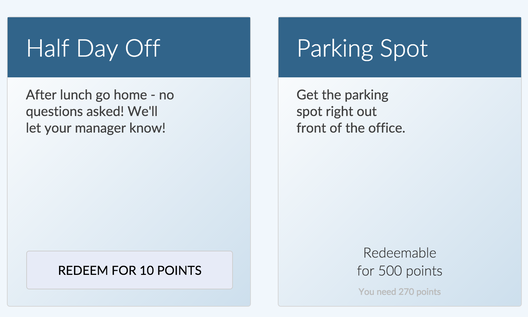 Half Day Off
After lunch go home - no
questions asked! We'll
let your manager know!
REDEEM FOR 10 POINTS
Parking Spot
Get the parking
spot right out
front of the office.
Redeemable
for 500 points
You need 270 points